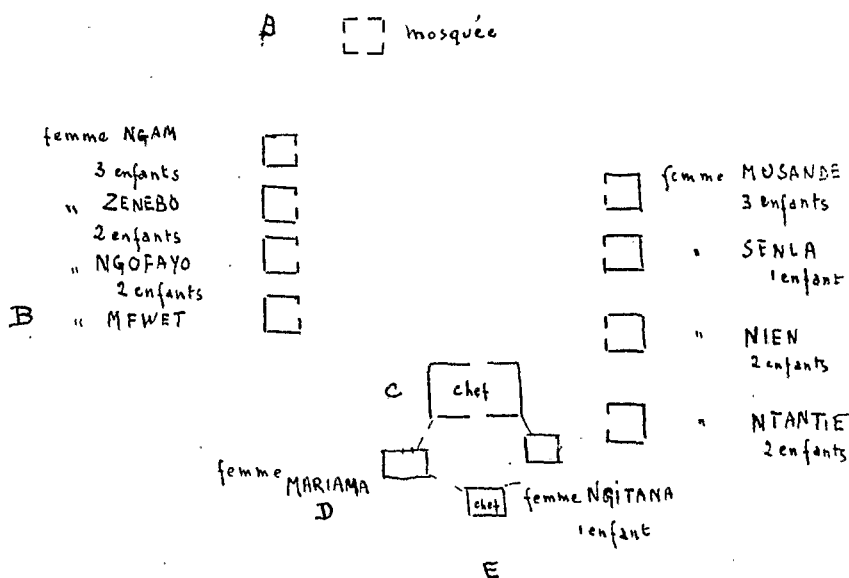 A mosquée
femme NGAM
3 enfants
" ZENEBO
2 enfants
" NGOFAYO
2 enfants
B " MFWET
femme MUSANDE
3 enfants
" SENLA
1 enfant
" NIEN
2 enfants
" NTANTIE
2 enfants
C chef
femme MARIAMA
D
chef femme NGITANA
1 enfant
E